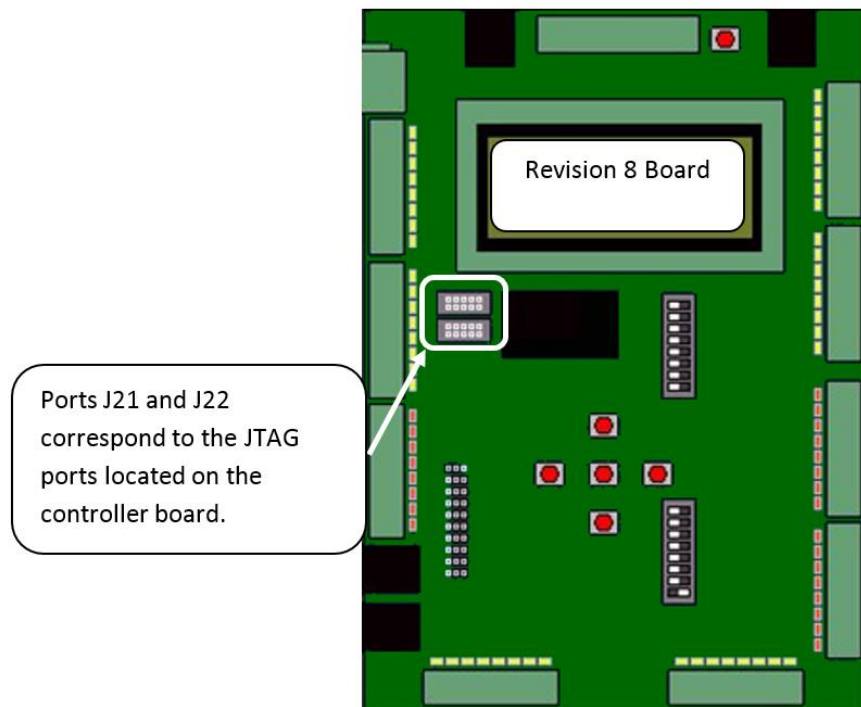 Revision 8 Board
Ports J21 and J22
correspond to the JTAG
ports located on the
controller board.